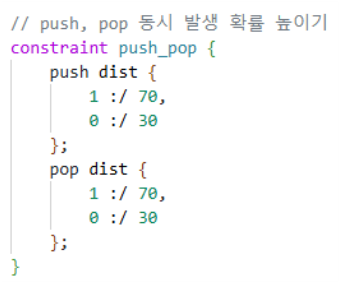 // push, pop 동시 발생 확률 높이기
constraint push_pop {
    push dist {
        1 :/ 70,
        0 :/ 30
    };
    pop dist {
        1 :/ 70,
        0 :/ 30
    };
}